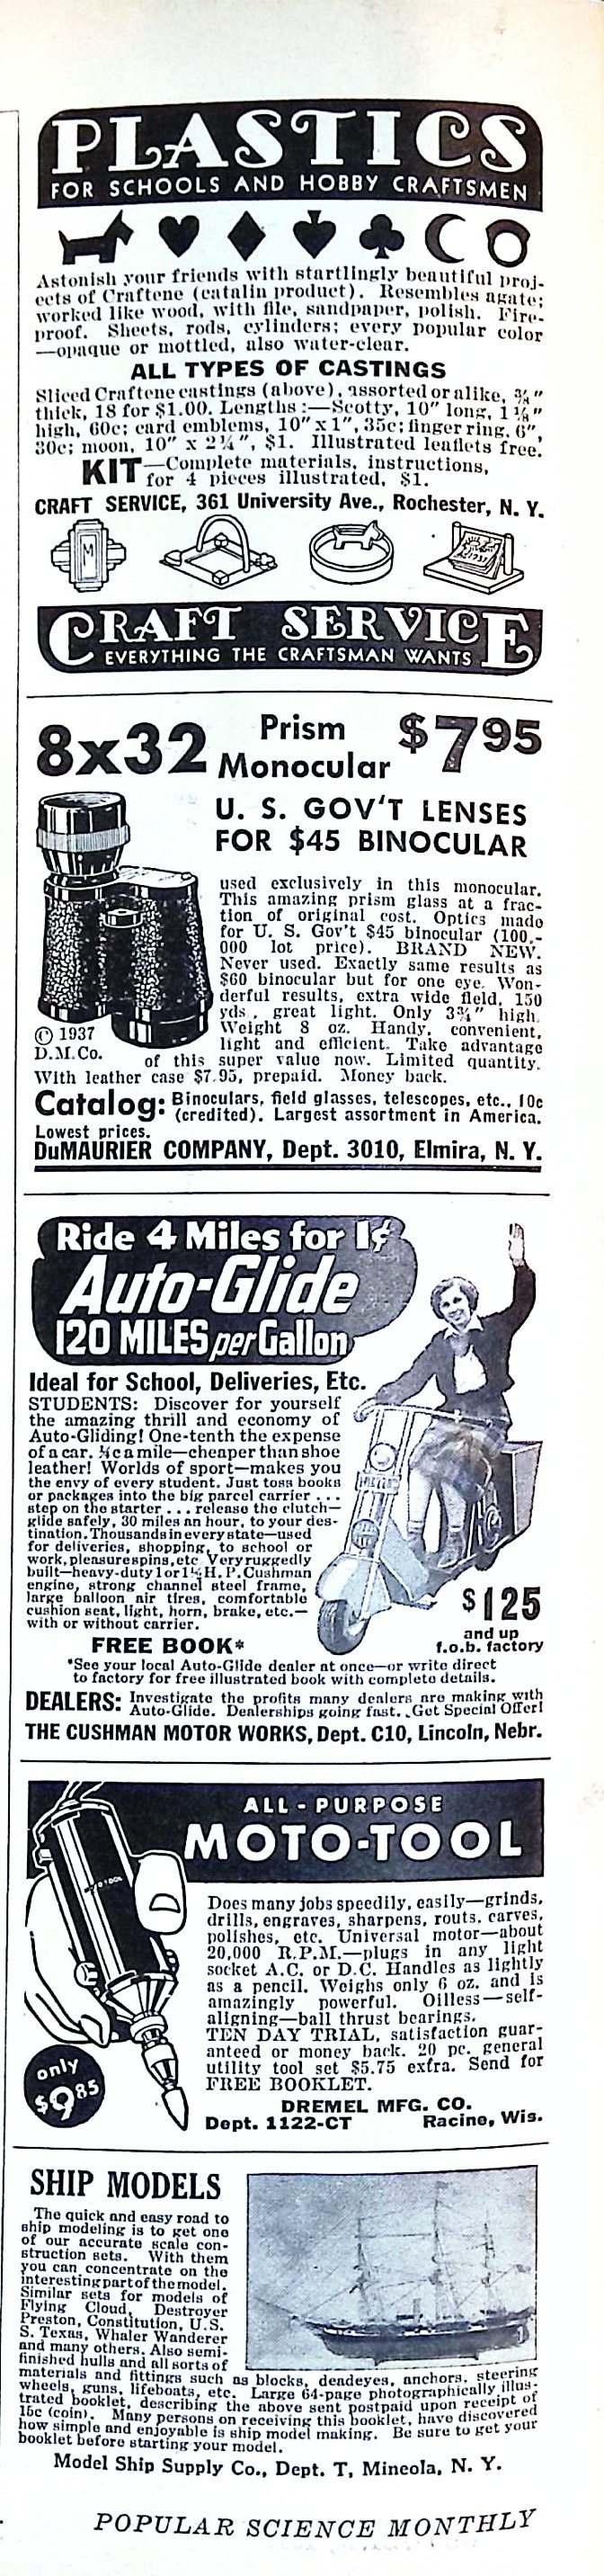 PLASTICS
FOR SCHOOLS AND HOBBY CRAFTSMEN
Astonish your friends with startlingly beautiful proj-
ects of Craftene (catalin product). Resembles agate;
worked like wood, with file, sandpaper, polish. Fire-
proof. Sheets, rods, cylinders; every popular color
—opaque or mottled, also water-clear.
ALL TYPES OF CASTINGS
Sliced Craftene castings (above), assorted or alike, ¾"
thick, 18 for $1.00. Lengths:—Scotty, 10" long, 1⅛"
high, 60c; card emblems, 10" x 1", 35c; finger ring, 6",
30c; moon, 10" x 2¼", $1. Illustrated leaflets free.
KIT—Complete materials, instructions,
for 4 pieces illustrated, $1.
CRAFT SERVICE, 361 University Ave., Rochester, N. Y.
M
CRAFT SERVICE
EVERYTHING THE CRAFTSMAN WANTS
8x32 Prism Monocular $7.95
U. S. GOV'T LENSES
FOR $45 BINOCULAR
used exclusively in this monocular.
This amazing prism glass at a frac-
tion of original cost. Optics made
for U. S. Gov't $45 binocular (100,-
000 lot price). BRAND NEW.
Never used. Exactly same results as
$60 binocular but for one eye. Won-
derful results, extra wide field, 150
yds., great light. Only 3¾" high.
Weight 8 oz. Handy, convenient,
light and efficient. Take advantage
© 1937
D.M.Co.
of this super value now. Limited quantity.
With leather case $7.95, prepaid. Money back.
Catalog: Binoculars, field glasses, telescopes, etc., 10c
(credited). Largest assortment in America.
Lowest prices.
DuMAURIER COMPANY, Dept. 3010, Elmira, N. Y.
Ride 4 Miles for 1¢
Auto-Glide
120 MILES per Gallon
Ideal for School, Deliveries, Etc.
STUDENTS: Discover for yourself
the amazing thrill and economy of
Auto-Gliding! One-tenth the expense
of a car. ¼c a mile—cheaper than shoe
leather! Worlds of sport—makes you
the envy of every student. Just toss books
or packages into the big parcel carrier . . .
step on the starter . . . release the clutch—
glide safely, 30 miles an hour, to your des-
tination. Thousands in every state—used
for deliveries, shopping, to school or
work, pleasure spins, etc. Very ruggedly
built—heavy-duty 1 or 1½ H. P. Cushman
engine, strong channel steel frame,
large balloon air tires, comfortable
cushion seat, light, horn, brake, etc.—
with or without carrier.
$125
and up
f.o.b. factory
FREE BOOK*
*See your local Auto-Glide dealer at once—or write direct
to factory for free illustrated book with complete details.
DEALERS: Investigate the profits many dealers are making with
Auto-Glide. Dealerships going fast. Get Special Offer!
THE CUSHMAN MOTOR WORKS, Dept. C10, Lincoln, Nebr.
ALL-PURPOSE
MOTO-TOOL
MOTO TOOL
Does many jobs speedily, easily—grinds,
drills, engraves, sharpens, routs, carves,
polishes, etc. Universal motor—about
20,000 R.P.M.—plugs in any light
socket A.C. or D.C. Handles as lightly
as a pencil. Weighs only 6 oz. and is
amazingly powerful. Oilless—self-
aligning—ball thrust bearings.
TEN DAY TRIAL, satisfaction guar-
anteed or money back. 20 pc. general
utility tool set $5.75 extra. Send for
FREE BOOKLET.
only
$9.85
DREMEL MFG. CO.
Dept. 1122-CT Racine, Wis.
SHIP MODELS
The quick and easy road to
ship modeling is to get one
of our accurate scale con-
struction sets. With them
you can concentrate on the
interesting part of the model.
Similar sets for models of
Flying Cloud, Destroyer
Preston, Constitution, U.S.
S. Texas, Whaler Wanderer
and many others. Also semi-
finished hulls and all sorts of
materials and fittings such as blocks, deadeyes, anchors, steering
wheels, guns, lifeboats, etc. Large 64-page photographically illus-
trated booklet, describing the above sent postpaid upon receipt of
15c (coin). Many persons on receiving this booklet, have discovered
how simple and enjoyable is ship model making. Be sure to get your
booklet before starting your model.
Model Ship Supply Co., Dept. T, Mineola, N. Y.
POPULAR SCIENCE MONTHLY